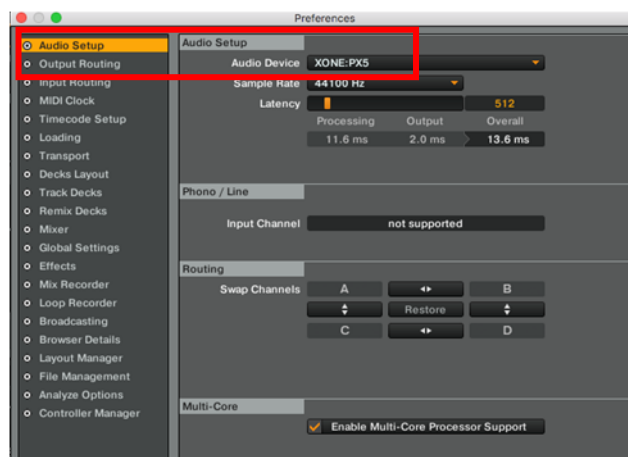 Preferences
Audio Setup
Output Routing
Input Routing
MIDI Clock
Timecode Setup
Loading
Transport
Decks Layout
Track Decks
Remix Decks
Mixer
Global Settings
Effects
Mix Recorder
Loop Recorder
Broadcasting
Browser Details
Layout Manager
File Management
Analyze Options
Controller Manager
Audio Setup
Audio Device XONE:PX5
Sample Rate 44100 Hz
Latency 512
Processing Output Overall
11.6 ms 2.0 ms 13.6 ms
Phono / Line
Input Channel not supported
Routing
Swap Channels A B
Restore
C D
Multi-Core
Enable Multi-Core Processor Support